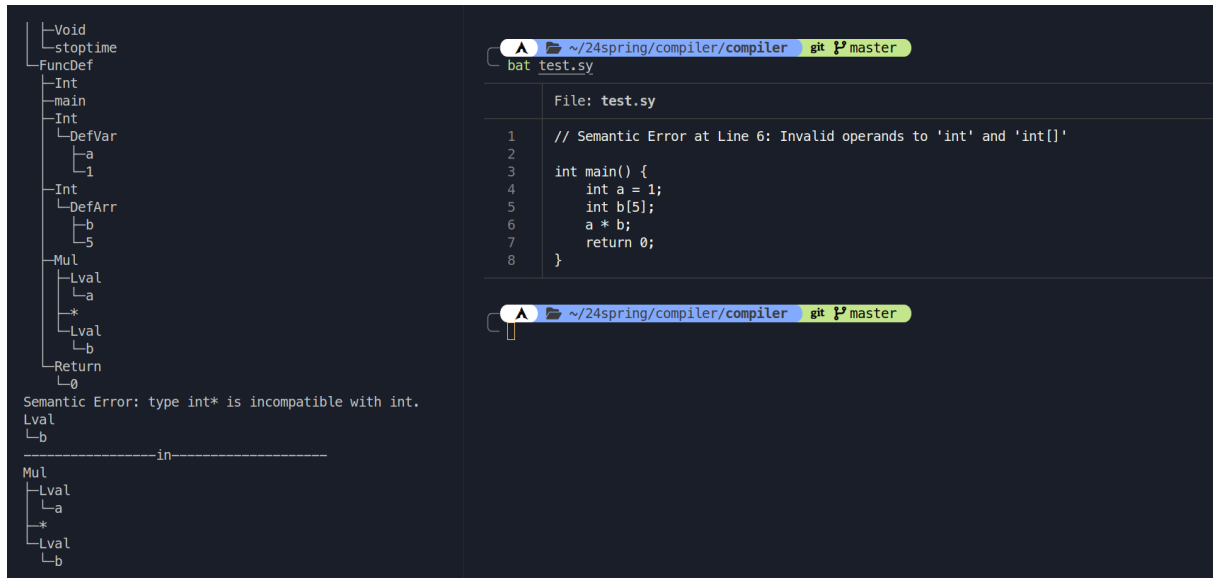 ├─Void
└─stoptime
└─FuncDef
├─Int
├─main
├─Int
│ └─DefVar
│ ├─a
│ └─1
├─Int
│ └─DefArr
│ ├─b
│ └─5
├─Mul
│ ├─Lval
│ │ └─a
│ ├─*
│ └─Lval
│ └─b
└─Return
└─0
Semantic Error: type int* is incompatible with int.
Lval
└─b
─────────────────in────────────────────
Mul
├─Lval
│ └─a
├─*
└─Lval
└─b
~/24spring/compiler/compiler git master
bat test.sy
File: test.sy
1 // Semantic Error at Line 6: Invalid operands to 'int' and 'int[]'
2
3 int main() {
4 int a = 1;
5 int b[5];
6 a * b;
7 return 0;
8 }
~/24spring/compiler/compiler git master